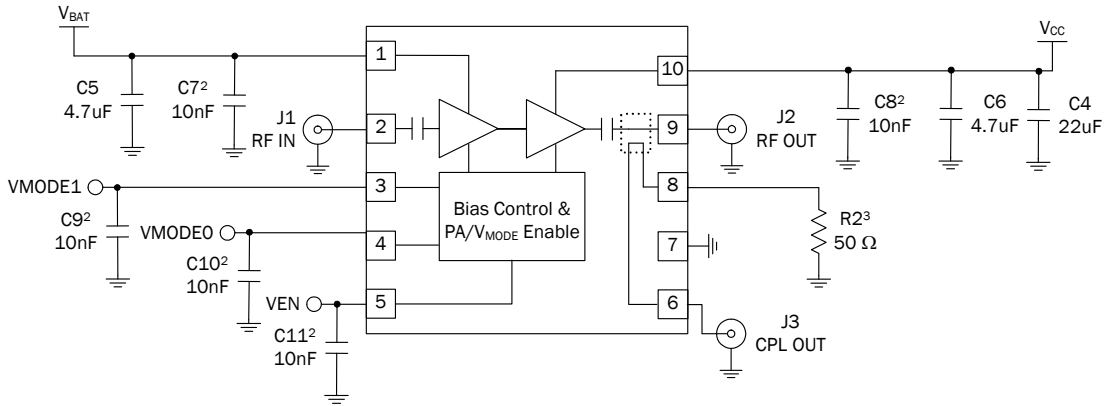 VBAT
C5
4.7uF
C7²
10nF
J1
RF IN
VMODE1
C9²
10nF
VMODE0
C10²
10nF
VEN
C11²
10nF
1
2
3
4
5
Bias Control &
PA/VMODE Enable
10
9
8
7
6
VCC
C8²
10nF
C6
4.7uF
C4
22uF
J2
RF OUT
R2³
50 Ω
J3
CPL OUT